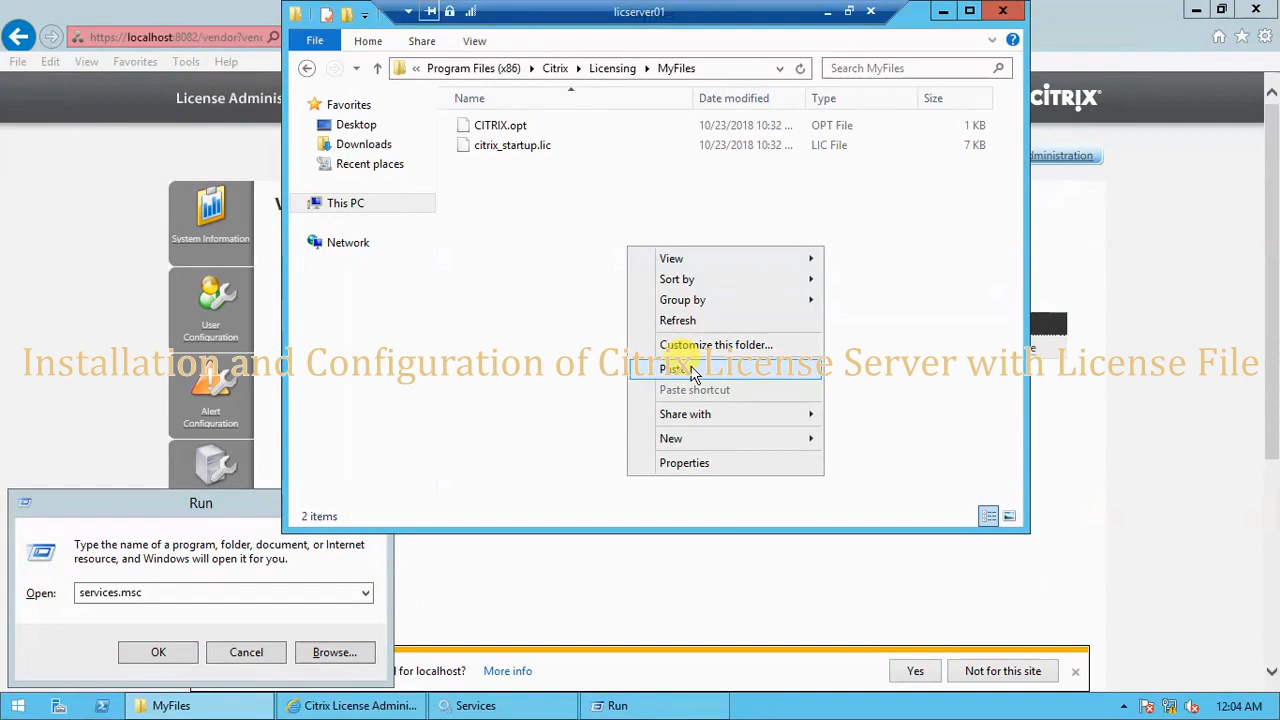 licserver01
https://localhost:8082/vendor?vend
File Edit View Favorites Tools Help
File Home Share View
Program Files (x86) Citrix Licensing MyFiles
Search MyFiles
License Adminis
CITRIX
ministration
Favorites
Desktop
Downloads
Recent places
This PC
Network
Name Date modified Type Size
CITRIX.opt 10/23/2018 10:32 ... OPT File 1 KB
citrix_startup.lic 10/23/2018 10:32 ... LIC File 7 KB
System Information
User
Configuration
Alert
Configuration
View
Sort by
Group by
Refresh
Customize this folder...
Paste
Paste shortcut
Share with
New
Properties
Installation and Configuration of Citrix License Server with License File
2 items
Run
Type the name of a program, folder, document, or Internet
resource, and Windows will open it for you.
Open: services.msc
OK Cancel Browse...
d for localhost? More info Yes Not for this site
MyFiles Citrix License Admini... Services Run 12:04 AM